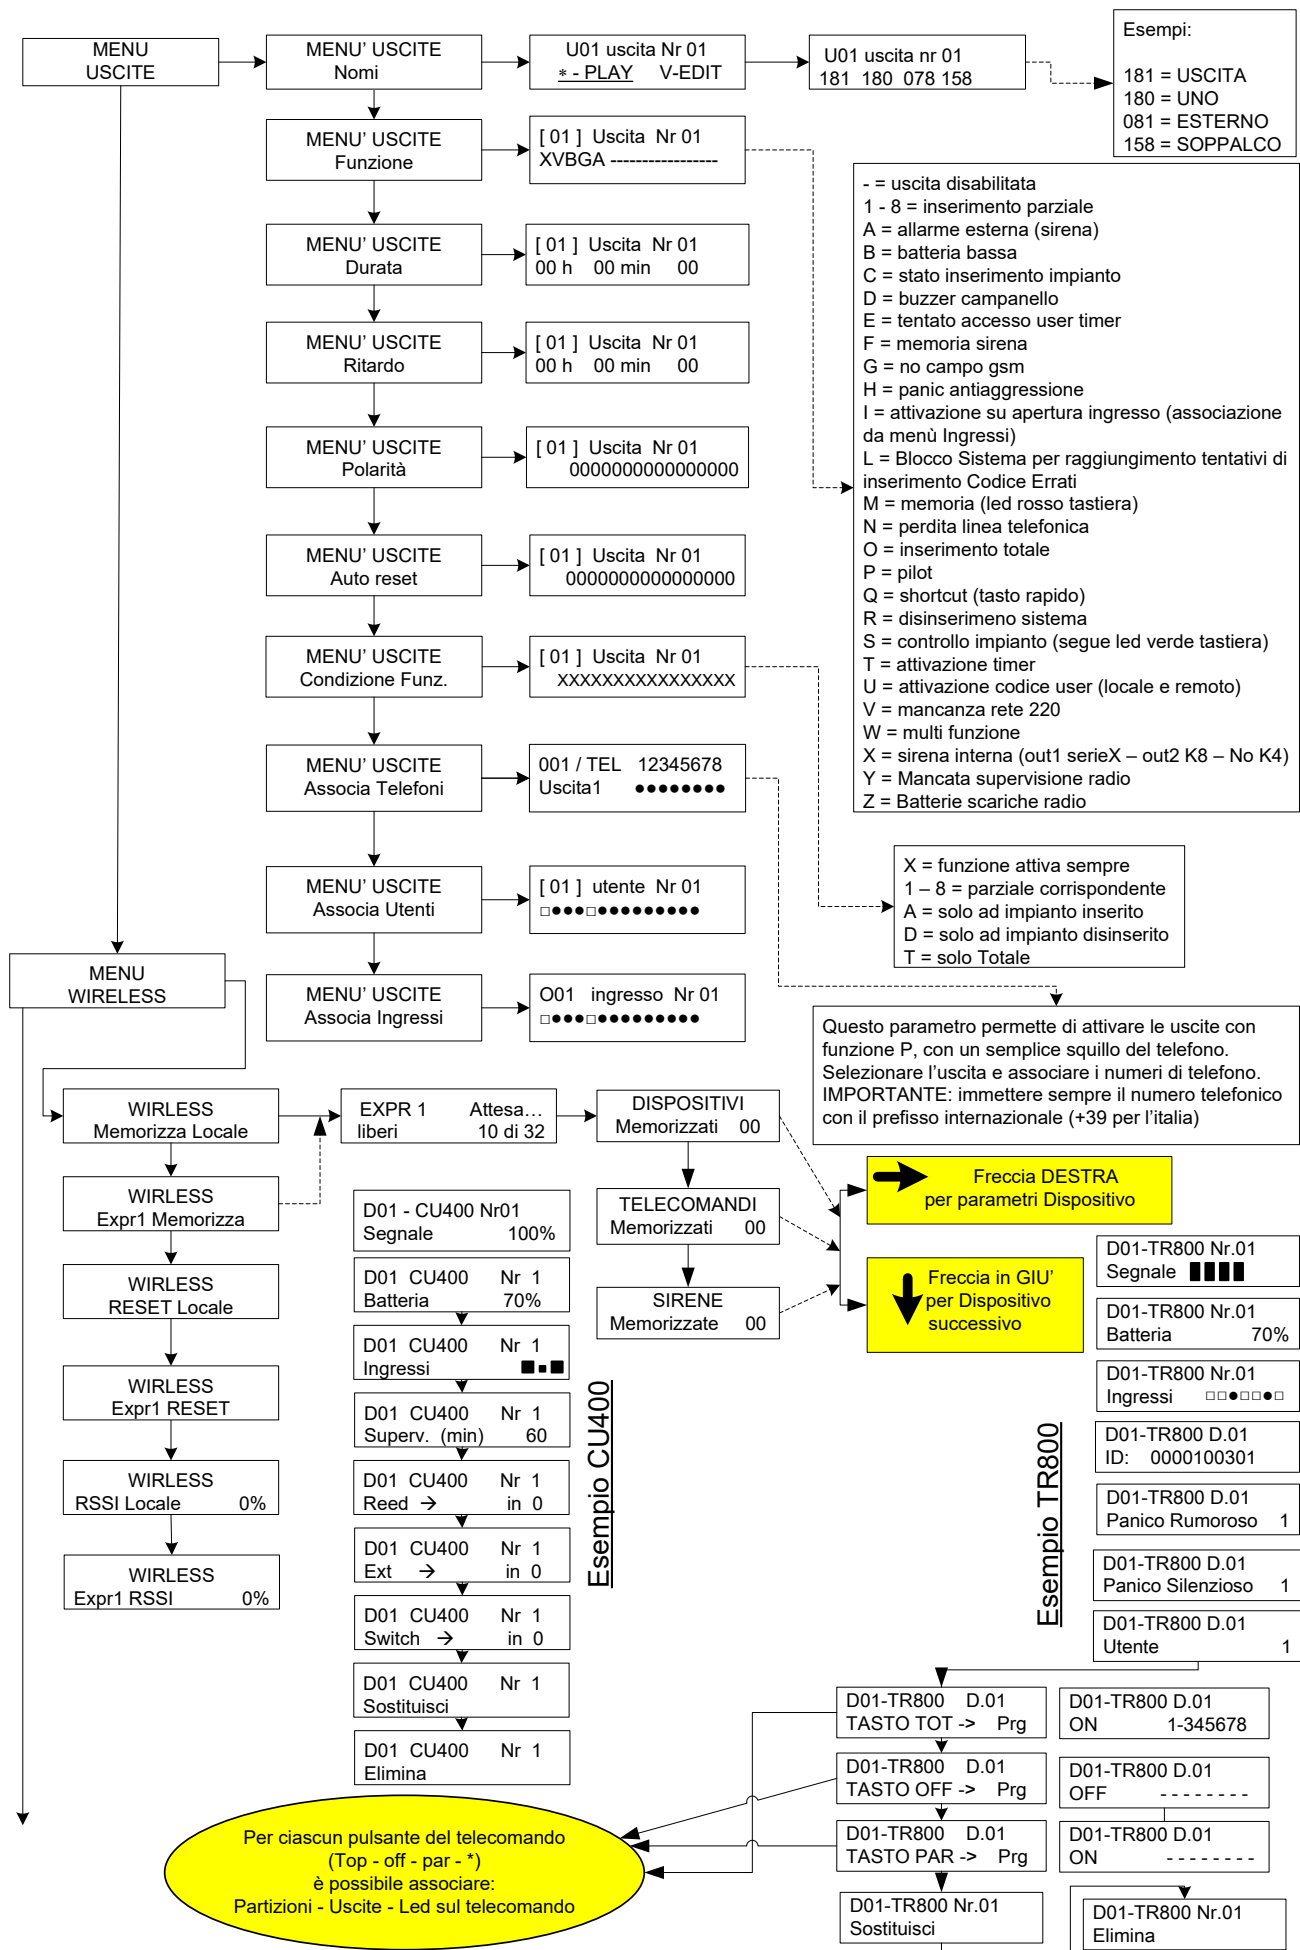 MENU
USCITE
MENU' USCITE
Nomi
U01 uscita Nr 01
* - PLAY V-EDIT
U01 uscita nr 01
181 180 078 158
Esempi:
181 = USCITA
180 = UNO
081 = ESTERNO
158 = SOPPALCO
MENU' USCITE
Funzione
[ 01 ] Uscita Nr 01
XVBGA -----------------
- = uscita disabilitata
1 - 8 = inserimento parziale
A = allarme esterna (sirena)
B = batteria bassa
C = stato inserimento impianto
D = buzzer campanello
E = tentato accesso user timer
F = memoria sirena
G = no campo gsm
H = panic antiaggressione
I = attivazione su apertura ingresso (associazione
da menù Ingressi)
L = Blocco Sistema per raggiungimento tentativi di
inserimento Codice Errati
M = memoria (led rosso tastiera)
N = perdita linea telefonica
O = inserimento totale
P = pilot
Q = shortcut (tasto rapido)
R = disinserimeno sistema
S = controllo impianto (segue led verde tastiera)
T = attivazione timer
U = attivazione codice user (locale e remoto)
V = mancanza rete 220
W = multi funzione
X = sirena interna (out1 serieX – out2 K8 – No K4)
Y = Mancata supervisione radio
Z = Batterie scariche radio
MENU' USCITE
Durata
[ 01 ] Uscita Nr 01
00 h 00 min 00
MENU' USCITE
Ritardo
[ 01 ] Uscita Nr 01
00 h 00 min 00
MENU' USCITE
Polarità
[ 01 ] Uscita Nr 01
0000000000000000
MENU' USCITE
Auto reset
[ 01 ] Uscita Nr 01
0000000000000000
MENU' USCITE
Condizione Funz.
[ 01 ] Uscita Nr 01
XXXXXXXXXXXXXXXX
MENU' USCITE
Associa Telefoni
001 / TEL 12345678
Uscita1 ●●●●●●●●
X = funzione attiva sempre
1 – 8 = parziale corrispondente
A = solo ad impianto inserito
D = solo ad impianto disinserito
T = solo Totale
MENU' USCITE
Associa Utenti
[ 01 ] utente Nr 01
□●●●□●●●●●●●●●
MENU
WIRELESS
MENU' USCITE
Associa Ingressi
O01 ingresso Nr 01
□●●●□●●●●●●●●●
Questo parametro permette di attivare le uscite con
funzione P, con un semplice squillo del telefono.
Selezionare l'uscita e associare i numeri di telefono.
IMPORTANTE: immettere sempre il numero telefonico
con il prefisso internazionale (+39 per l'italia)
WIRLESS
Memorizza Locale
EXPR 1 Attesa…
liberi 10 di 32
DISPOSITIVI
Memorizzati 00
WIRLESS
Expr1 Memorizza
TELECOMANDI
Memorizzati 00
SIRENE
Memorizzate 00
Freccia DESTRA
per parametri Dispositivo
Freccia in GIU'
per Dispositivo
successivo
WIRLESS
RESET Locale
WIRLESS
Expr1 RESET
WIRLESS
RSSI Locale 0%
WIRLESS
Expr1 RSSI 0%
D01 - CU400 Nr01
Segnale 100%
D01 CU400 Nr 1
Batteria 70%
D01 CU400 Nr 1
Ingressi ■▪■
D01 CU400 Nr 1
Superv. (min) 60
D01 CU400 Nr 1
Reed → in 0
D01 CU400 Nr 1
Ext → in 0
D01 CU400 Nr 1
Switch → in 0
D01 CU400 Nr 1
Sostituisci
D01 CU400 Nr 1
Elimina
Esempio CU400
Esempio TR800
D01-TR800 Nr.01
Segnale ▮▮▮▮
D01-TR800 Nr.01
Batteria 70%
D01-TR800 Nr.01
Ingressi □□●□□●□
D01-TR800 D.01
ID: 0000100301
D01-TR800 D.01
Panico Rumoroso 1
D01-TR800 D.01
Panico Silenzioso 1
D01-TR800 D.01
Utente 1
D01-TR800 D.01
TASTO TOT -> Prg
D01-TR800 D.01
ON 1-345678
D01-TR800 D.01
TASTO OFF -> Prg
D01-TR800 D.01
OFF - - - - - - - -
D01-TR800 D.01
TASTO PAR -> Prg
D01-TR800 D.01
ON - - - - - - - -
D01-TR800 Nr.01
Sostituisci
D01-TR800 Nr.01
Elimina
Per ciascun pulsante del telecomando
(Top - off - par - *)
è possibile associare:
Partizioni - Uscite - Led sul telecomando